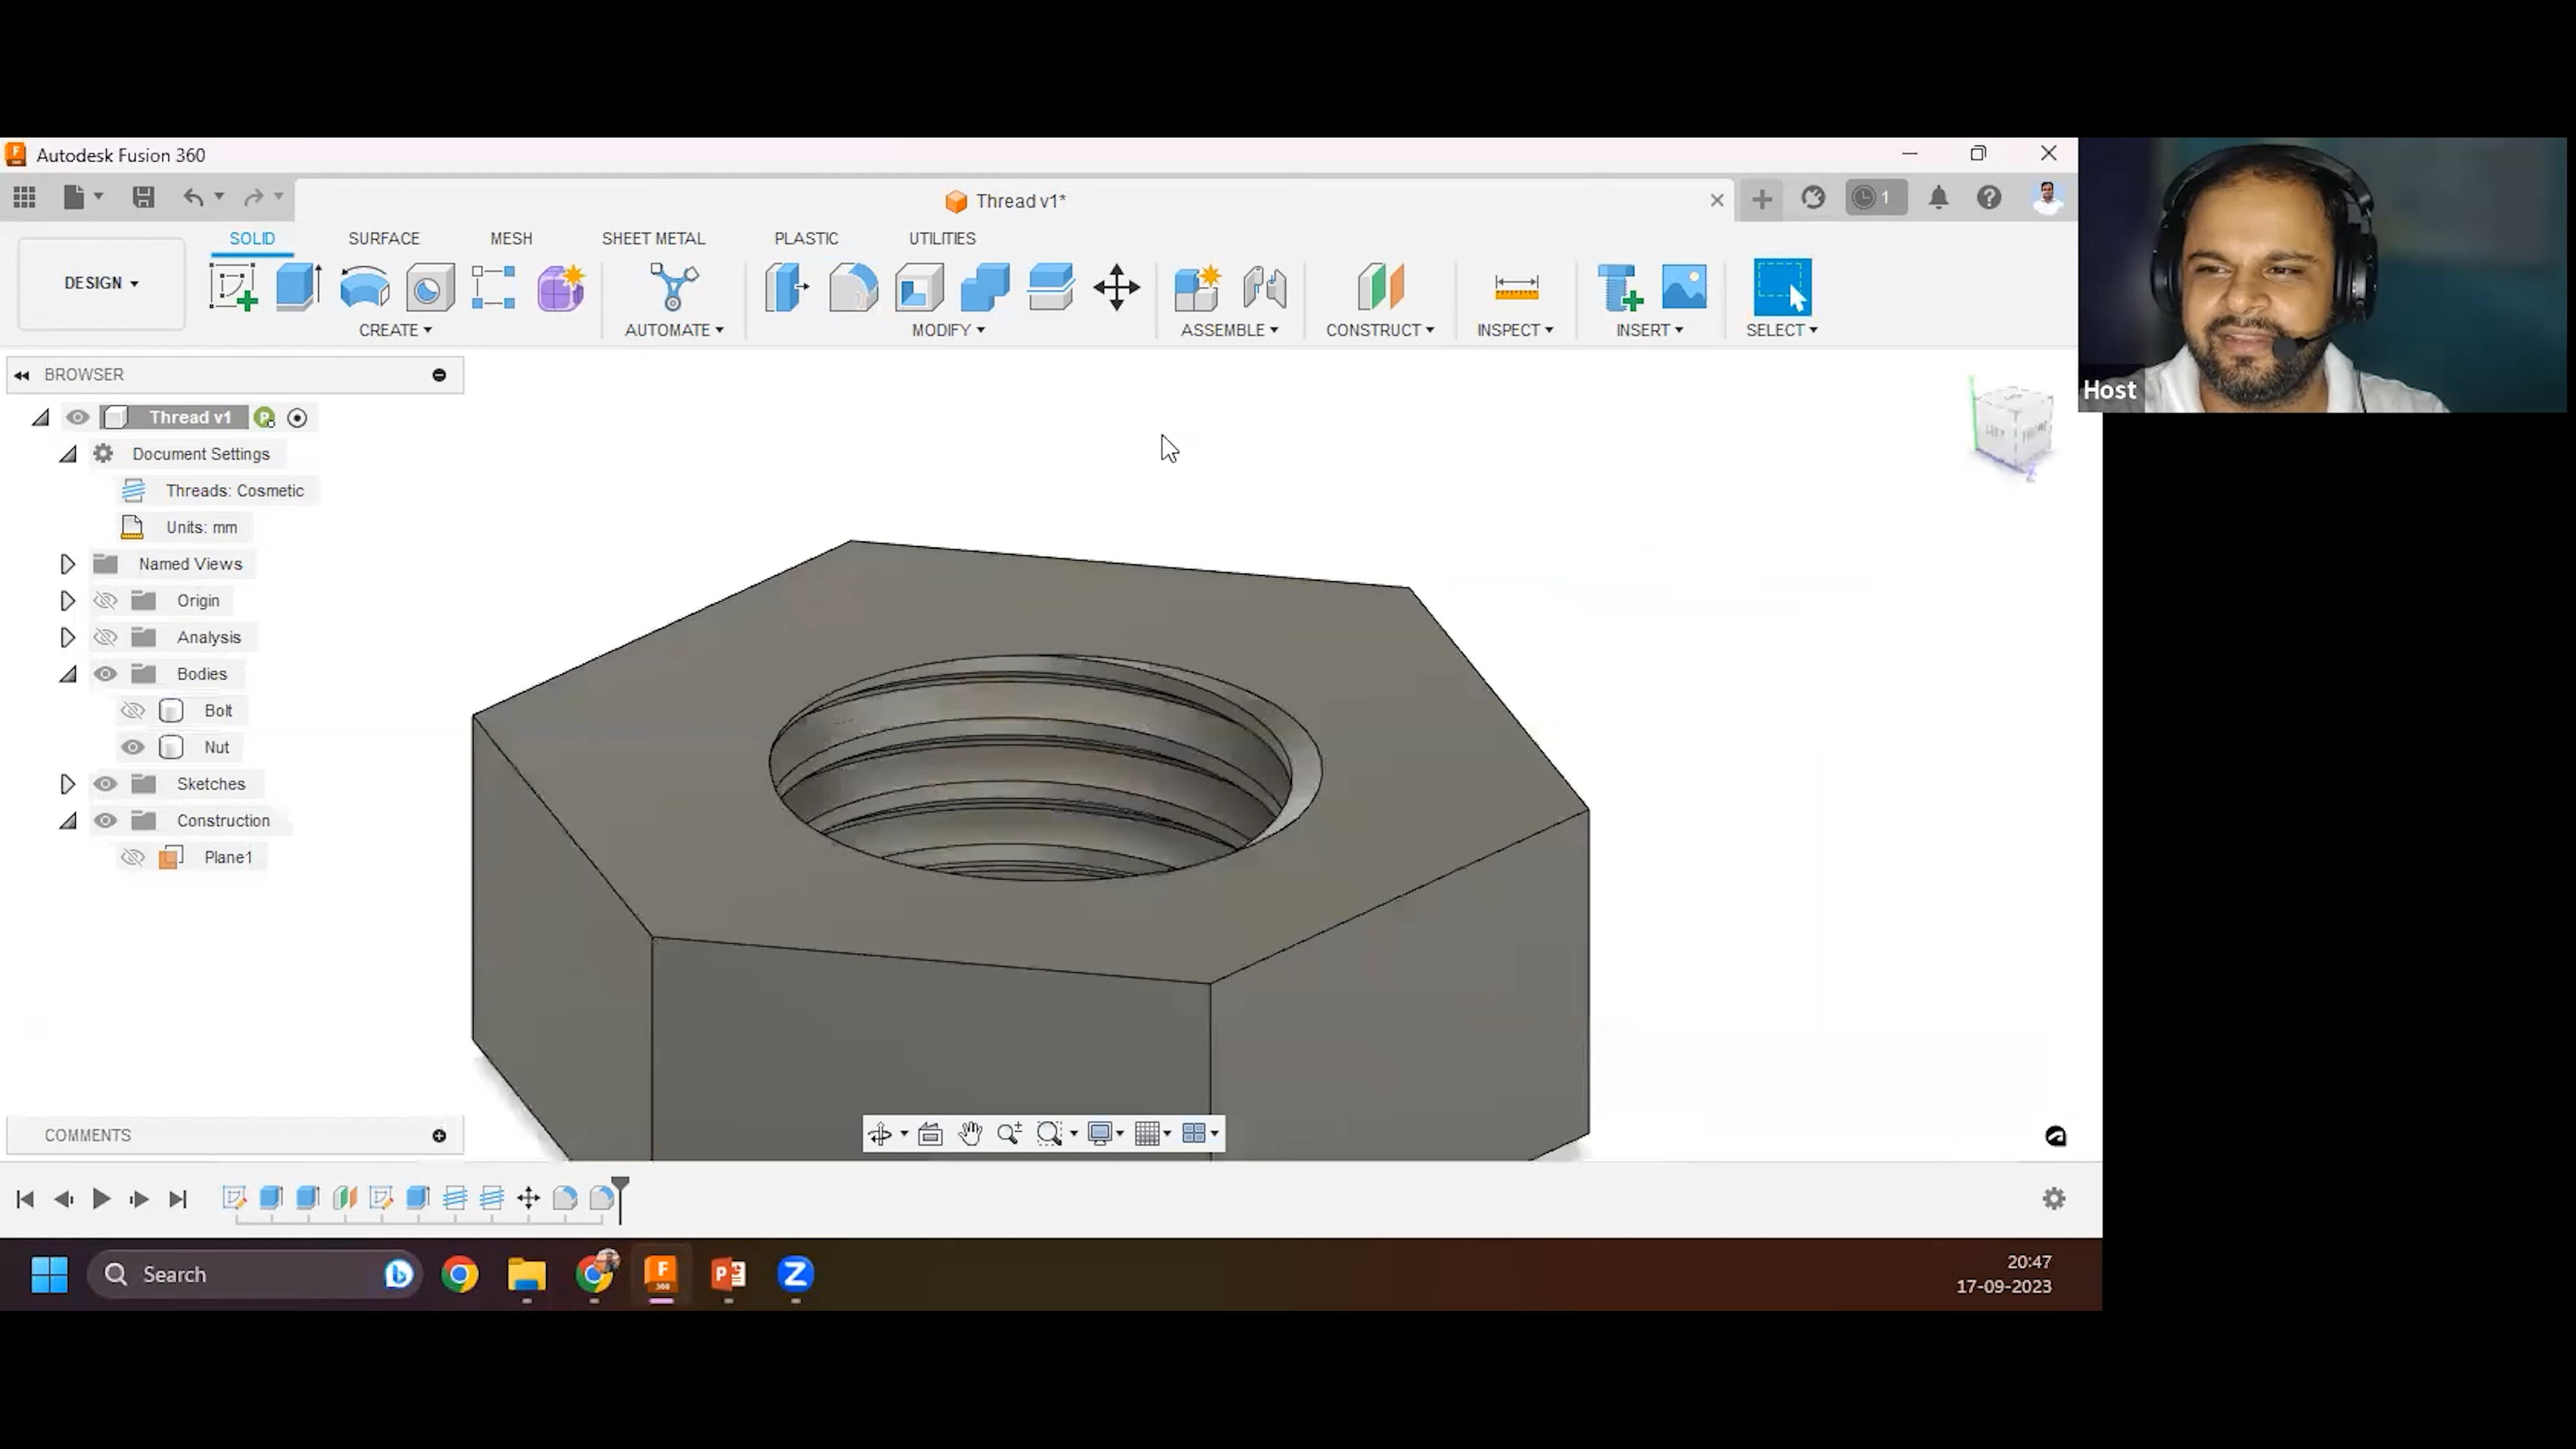 Autodesk Fusion 360
Thread v1*
1
SOLID SURFACE MESH SHEET METAL PLASTIC UTILITIES
DESIGN
CREATE AUTOMATE MODIFY ASSEMBLE CONSTRUCT INSPECT INSERT SELECT
Host
BROWSER
Thread v1
Document Settings
Threads: Cosmetic
Units: mm
Named Views
Origin
Analysis
Bodies
Bolt
Nut
Sketches
Construction
Plane1
COMMENTS
Search
20:47
17-09-2023